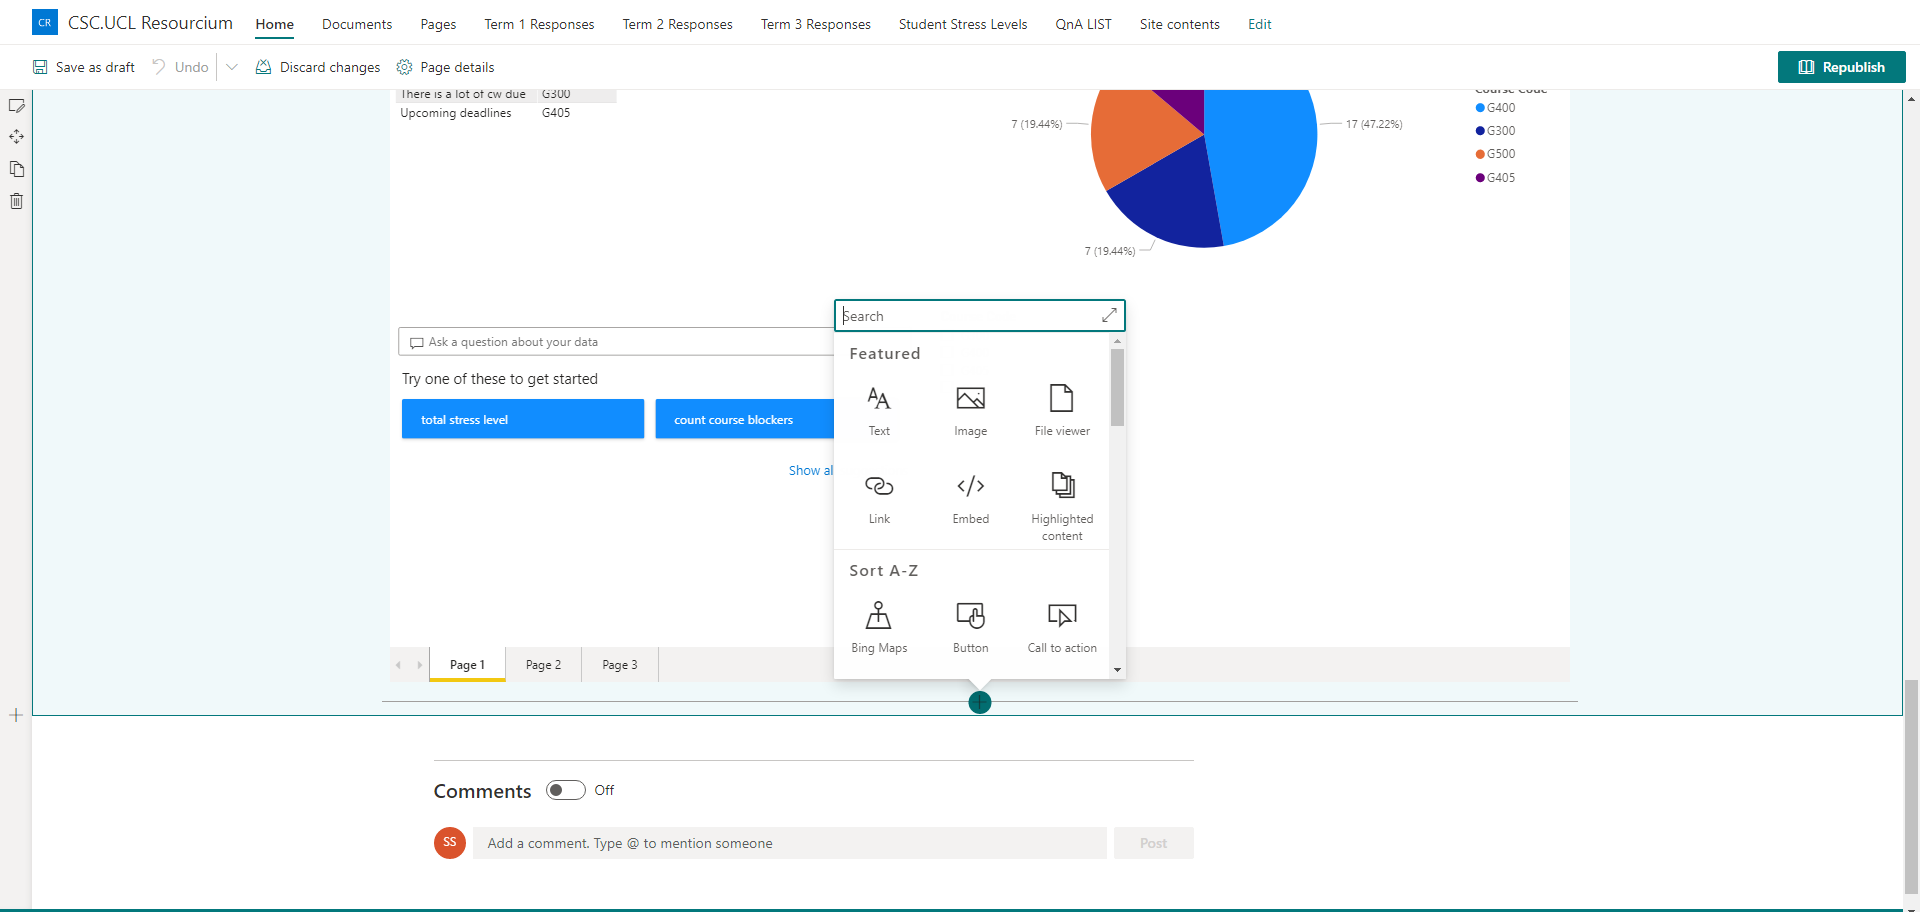 CR CSC.UCL Resourcium Home Documents Pages Term 1 Responses Term 2 Responses Term 3 Responses Student Stress Levels QnA LIST Site contents Edit
Save as draft Undo Discard changes Page details Republish
There is a lot of cw due G300
Upcoming deadlines G405
Course Code
G400
G300
G500
G405
7 (19.44%)
17 (47.22%)
7 (19.44%)
Search
Ask a question about your data
Try one of these to get started
total stress level count course blockers
Show al
Featured
Text Image File viewer
Link Embed Highlighted content
Sort A-Z
Bing Maps Button Call to action
Page 1 Page 2 Page 3
Comments Off
SS Add a comment. Type @ to mention someone Post